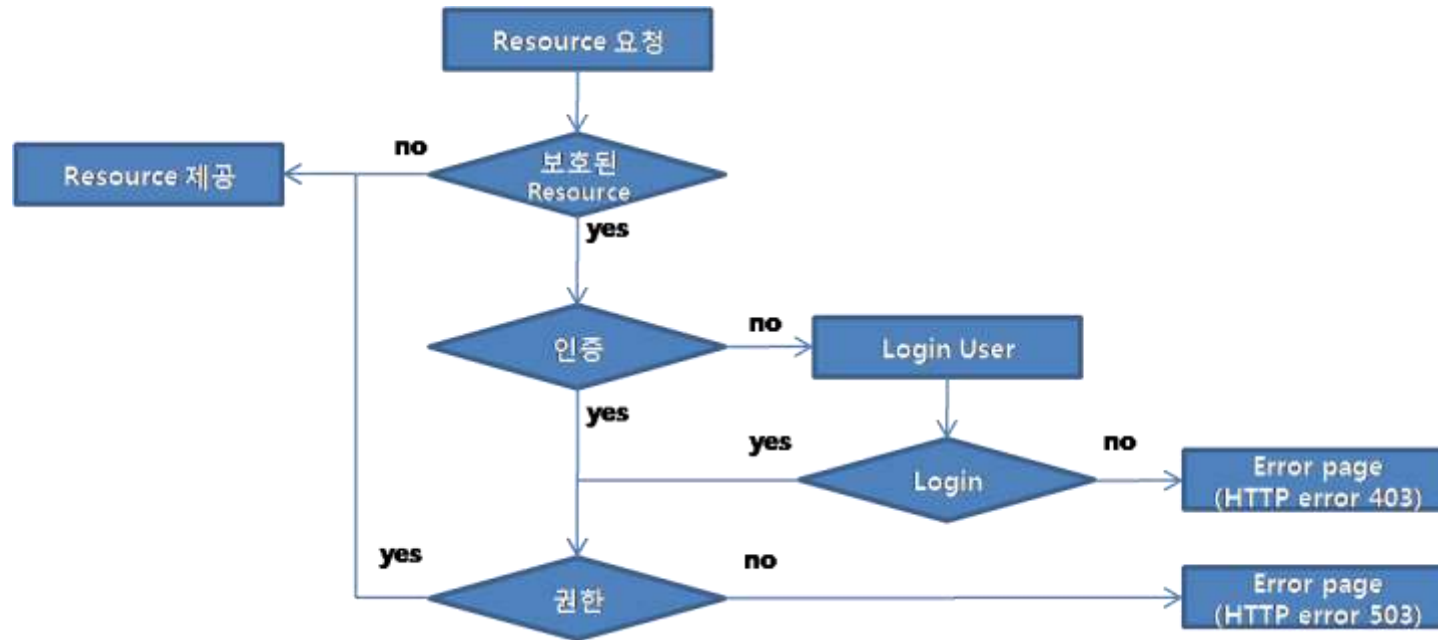 Resource 요청
no
보호된
Resource
Resource 제공
yes
인증
no
Login User
yes
yes
Login
no
Error page
(HTTP error 403)
yes
권한
no
Error page
(HTTP error 503)